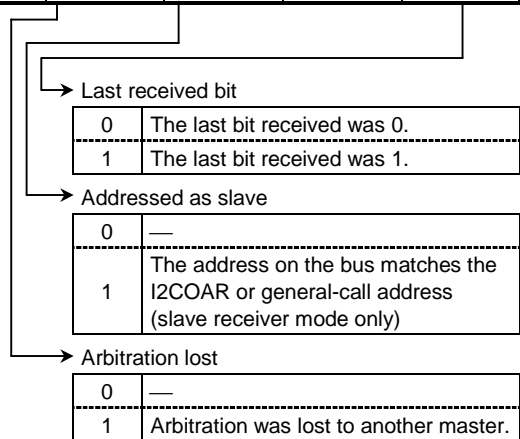 Last received bit
0 The last bit received was 0.
1 The last bit received was 1.
Addressed as slave
0 —
The address on the bus matches the
1 I2COAR or general-call address
(slave receiver mode only)
Arbitration lost
0 —
1 Arbitration was lost to another master.